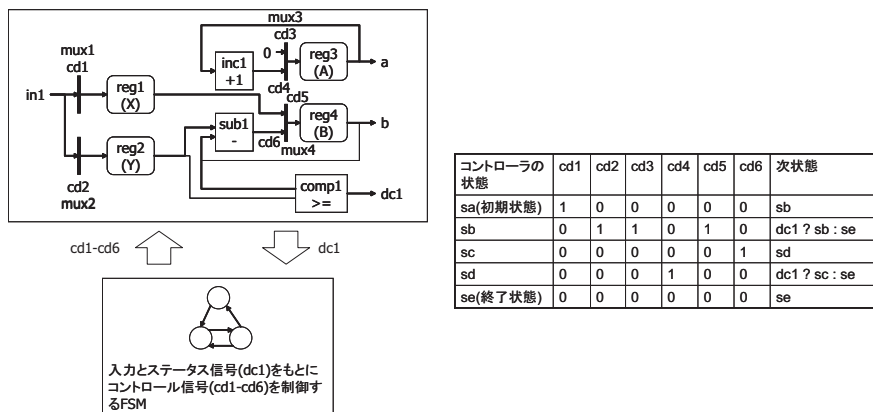 mux3
cd3
0
mux1
cd1
inc1
+1
reg3
(A)
a
cd4
in1
reg1
(X)
cd5
reg4
(B)
b
sub1
-
cd6
mux4
reg2
(Y)
cd2
mux2
comp1
>=
dc1
cd1-cd6
dc1
入力とステータス信号(dc1)をもとに
コントロール信号(cd1-cd6)を制御す
るFSM
コントローラの
状態 cd1 cd2 cd3 cd4 cd5 cd6 次状態
sa(初期状態) 1 0 0 0 0 0 sb
sb 0 1 1 0 1 0 dc1 ? sb : se
sc 0 0 0 0 0 1 sd
sd 0 0 0 1 0 0 dc1 ? sc : se
se(終了状態) 0 0 0 0 0 0 se